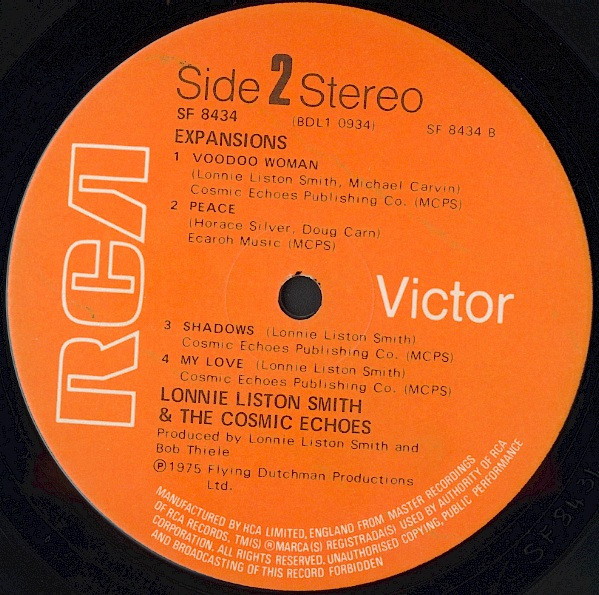 Side 2 Stereo
SF 8434
(BDL1 0934)
SF 8434 B
EXPANSIONS
1 VOODOO WOMAN
(Lonnie Liston Smith, Michael Carvin)
Cosmic Echoes Publishing Co. (MCPS)
2 PEACE
(Horace Silver, Doug Carn)
Ecaroh Music (MCPS)
RCA
Victor
3 SHADOWS (Lonnie Liston Smith)
Cosmic Echoes Publishing Co. (MCPS)
4 MY LOVE (Lonnie Liston Smith)
Cosmic Echoes Publishing Co. (MCPS)
LONNIE LISTON SMITH
& THE COSMIC ECHOES
Produced by Lonnie Liston Smith and
Bob Thiele
Ⓟ1975 Flying Dutchman Productions
Ltd.
MANUFACTURED BY RCA LIMITED, ENGLAND FROM MASTER RECORDINGS
OF RCA RECORDS. TM(S) ® MARCA(S) REGISTRADA(S) USED BY AUTHORITY OF RCA
CORPORATION. ALL RIGHTS RESERVED. UNAUTHORISED COPYING, PUBLIC PERFORMANCE
AND BROADCASTING OF THIS RECORD FORBIDDEN